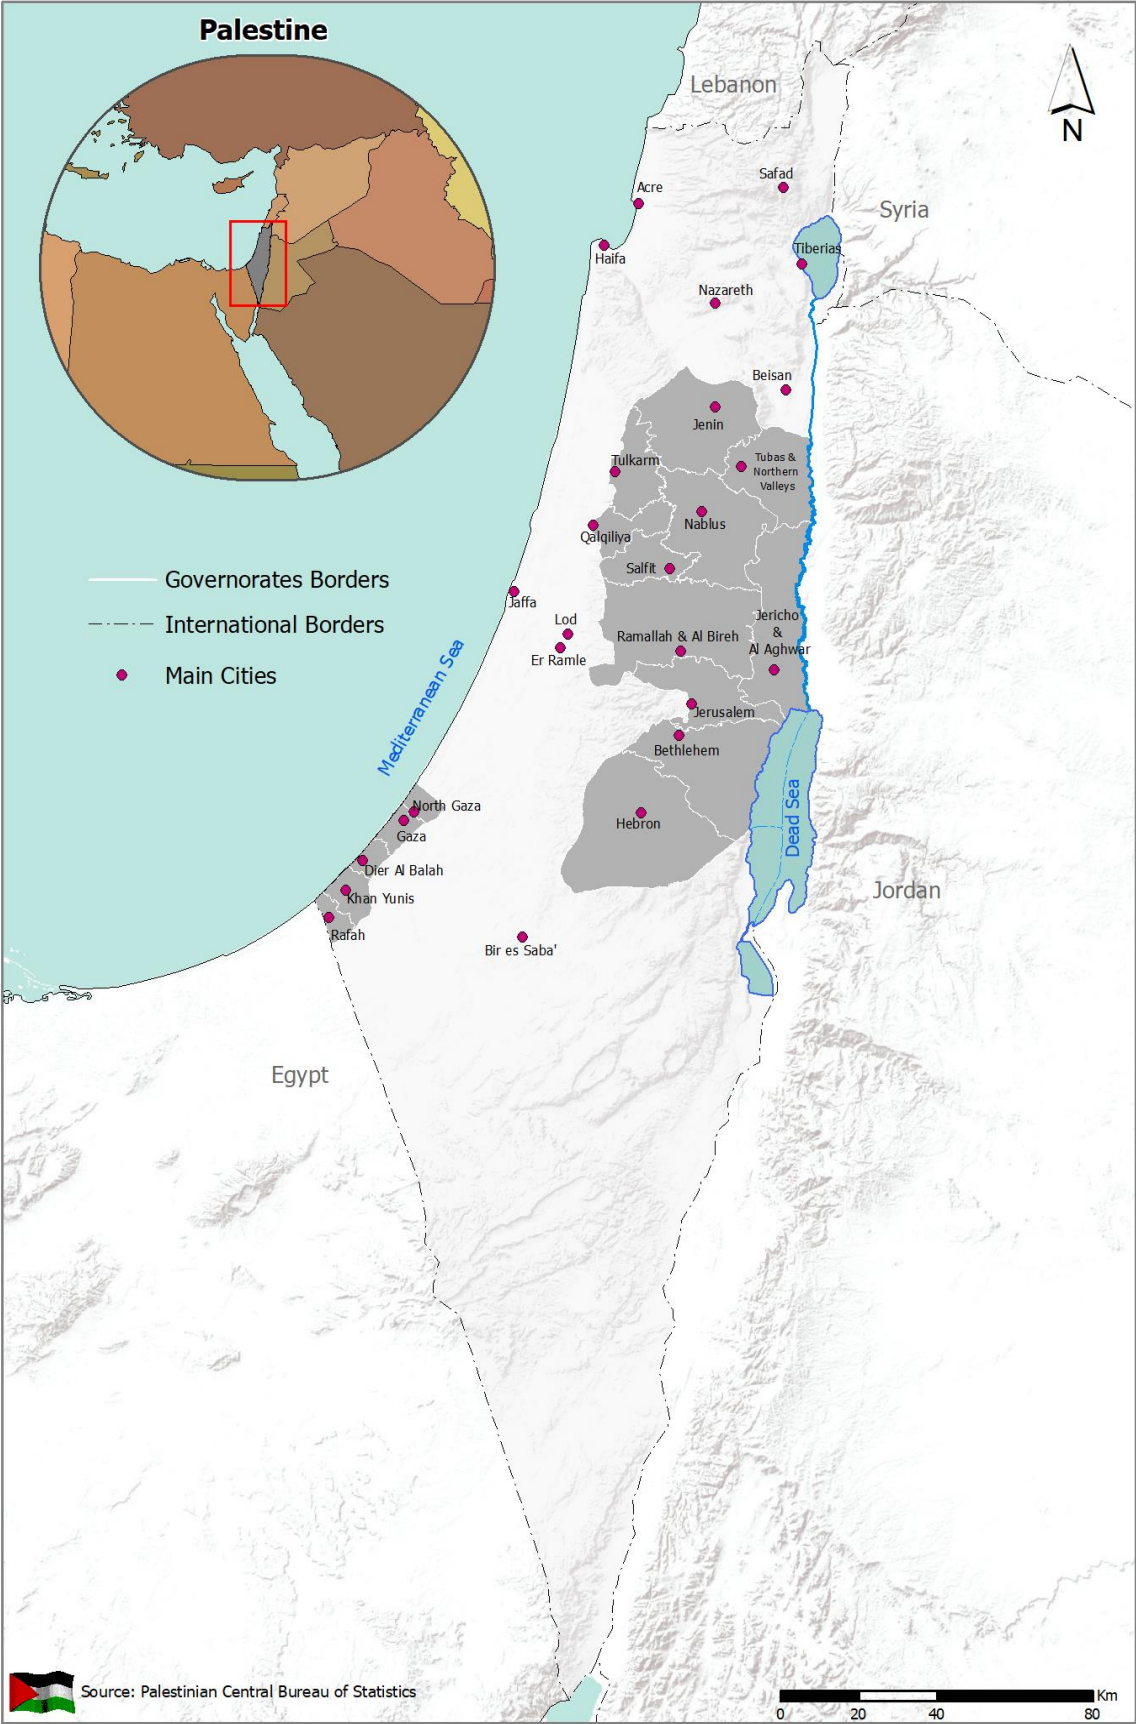 Palestine
N
Lebanon
Syria
Safad
Acre
Haifa
Tiberias
Nazareth
Beisan
Jenin
Tulkarm
Tubas &
Northern
Valleys
Nablus
Qalqiliya
Salfit
Governorates Borders
International Borders
Main Cities
Jaffa
Lod
Er Ramle
Ramallah & Al Bireh
Jericho
&
Al Aghwar
Mediterranean Sea
Jerusalem
Bethlehem
Hebron
Dead Sea
North Gaza
Gaza
Dier Al Balah
Khan Yunis
Rafah
Bir es Saba'
Jordan
Egypt
Source: Palestinian Central Bureau of Statistics
Km
0 20 40 80